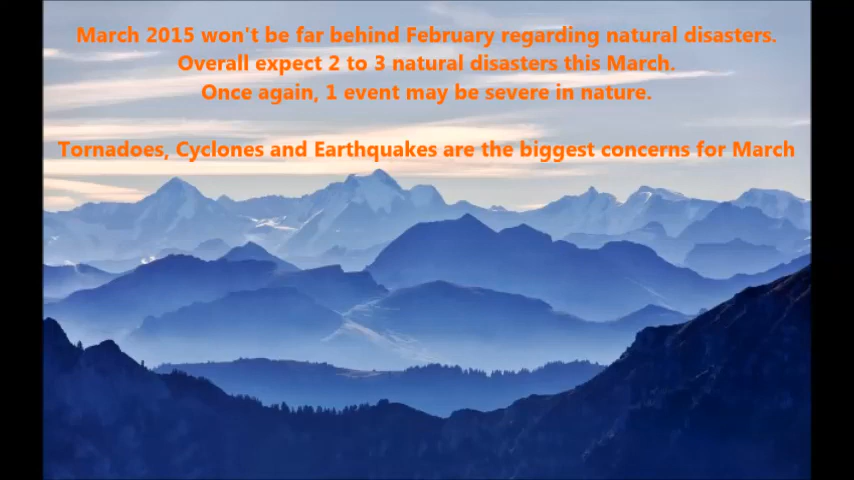 March 2015 won't be far behind February regarding natural disasters.
Overall expect 2 to 3 natural disasters this March.
Once again, 1 event may be severe in nature.
Tornadoes, Cyclones and Earthquakes are the biggest concerns for March